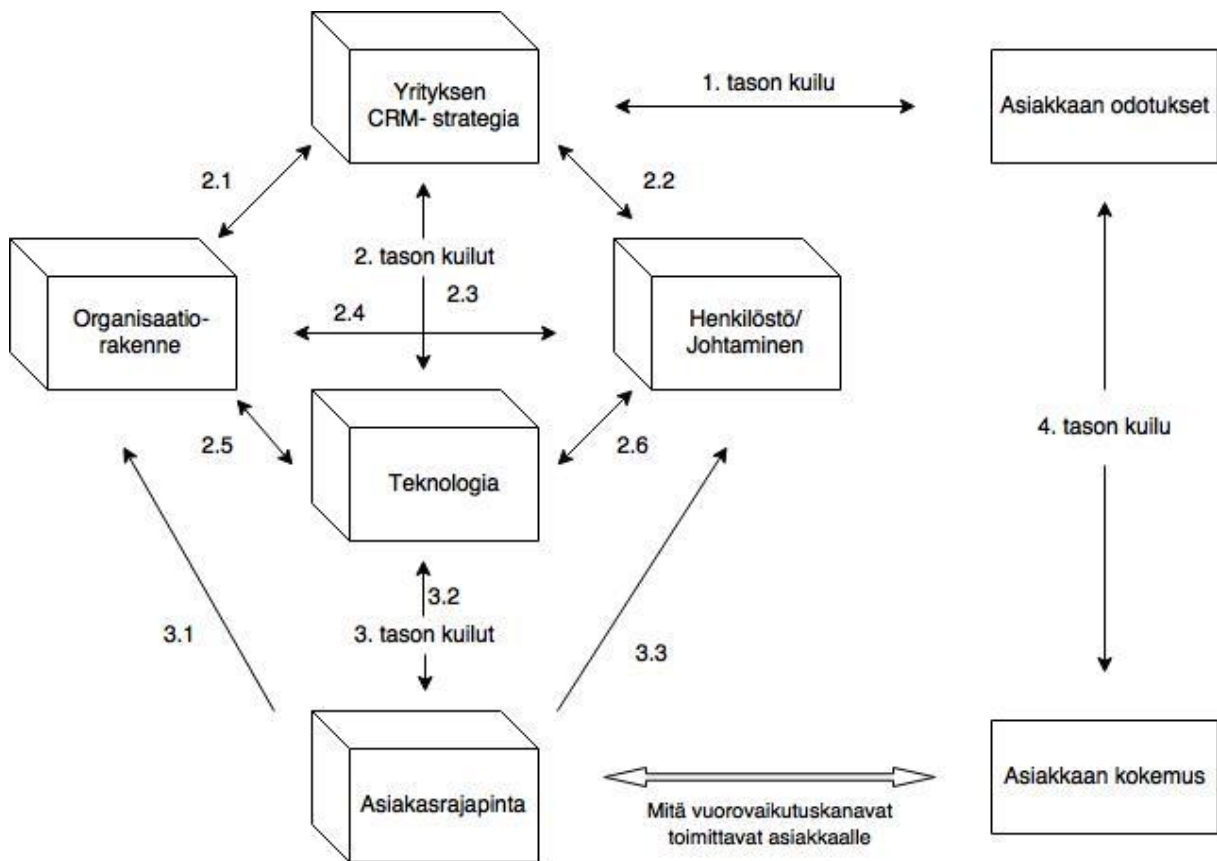 Yrityksen
CRM- strategia
1. tason kuilu
Asiakkaan odotukset
2.1
2.2
2. tason kuilut
2.3
2.4
Organisaatio-
rakenne
Henkilöstö/
Johtaminen
4. tason kuilu
2.5
2.6
Teknologia
3.2
3.1
3. tason kuilut
3.3
Asiakasrajapinta
Asiakkaan kokemus
Mitä vuorovaikutuskanavat
toimittavat asiakkaalle